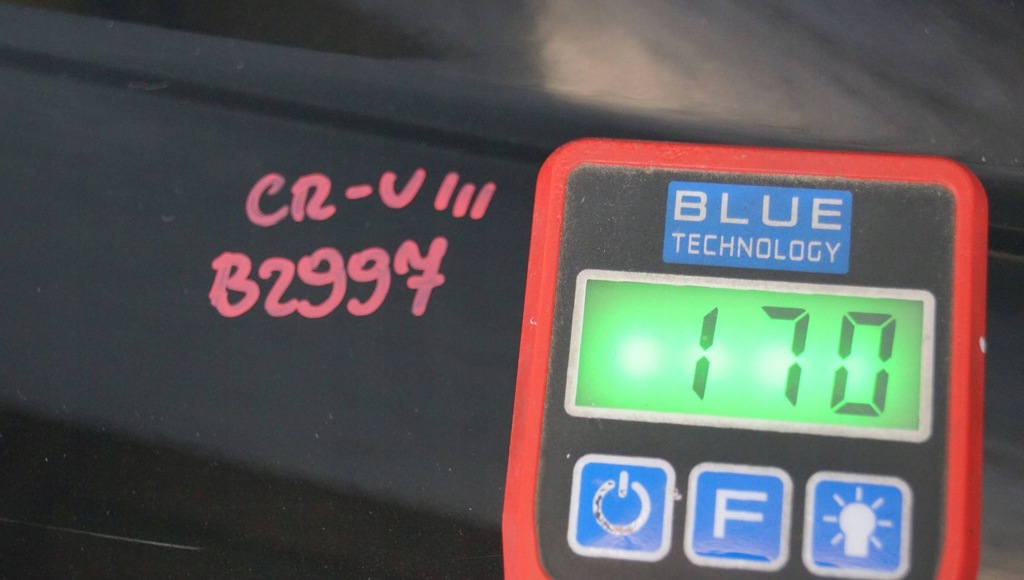 CR-V III
B2997
BLUE
TECHNOLOGY
170
F